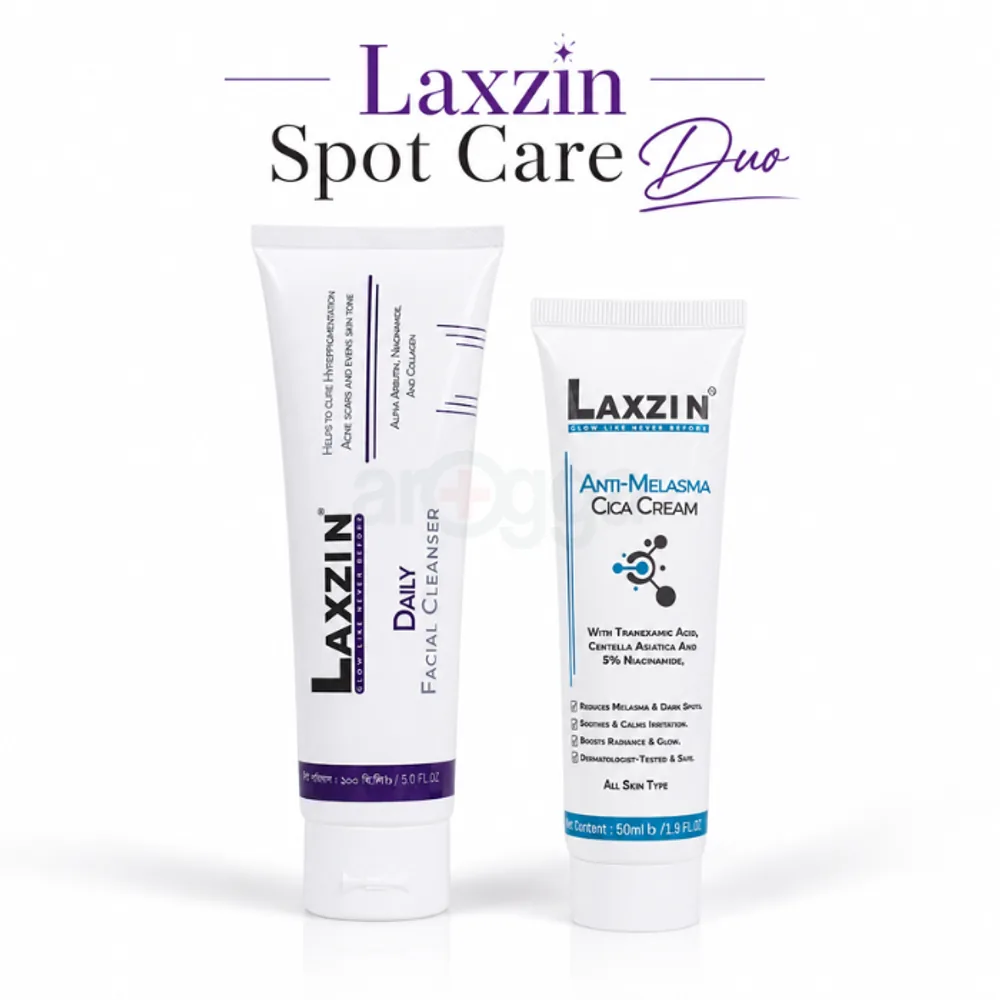 Laxzin
Spot Care Duo
HELPS TO CURE HYREPPIGMENTATION
ACNE SCARS AND EVENS SKIN TONE
ALPHA ARBUTIN, NIACINAMIDE,
AND COLLAGEN
LAXZIN®
GLOW LIKE NEVER BEFORE
DAILY
FACIAL CLEANSER
১০০ / 5.0 FL.OZ
arogga
LAXZIN
GLOW LIKE NEVER BEFORE
ANTI-MELASMA
CICA CREAM
WITH TRANEXAMIC ACID,
CENTELLA ASIATICA AND
5% NIACINAMIDE,
REDUCES MELASMA & DARK SPOTS.
SOOTHES & CALMS IRRITATION.
BOOSTS RADIANCE & GLOW.
DERMATOLOGIST-TESTED & SAFE.
ALL SKIN TYPE
Net Content : 50ml b /1.9 FL.OZ